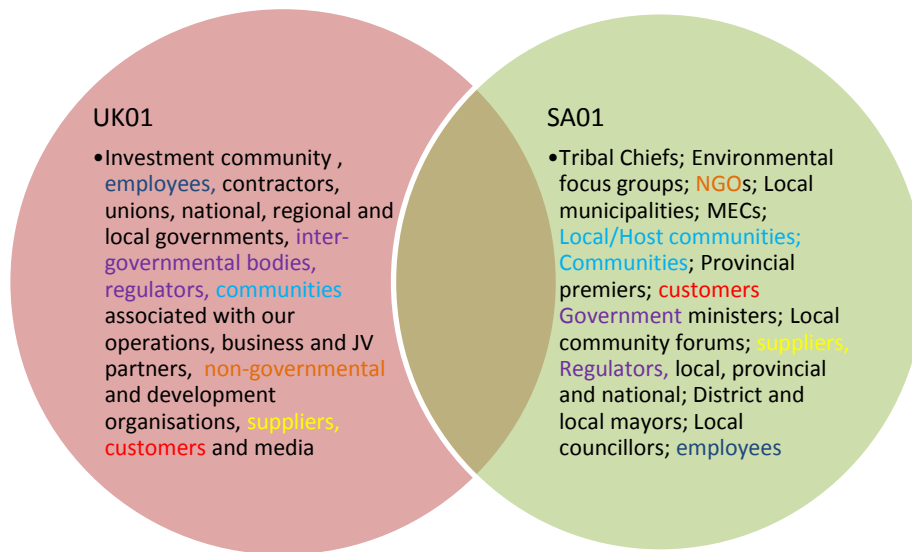 UK01
•Investment community ,
employees, contractors,
unions, national, regional and
local governments, inter-
governmental bodies,
regulators, communities
associated with our
operations, business and JV
partners, non-governmental
and development
organisations, suppliers,
customers and media
SA01
•Tribal Chiefs; Environmental
focus groups; NGOs; Local
municipalities; MECs;
Local/Host communities;
Communities; Provincial
premiers; customers
Government ministers; Local
community forums; suppliers,
Regulators, local, provincial
and national; District and
local mayors; Local
councillors; employees